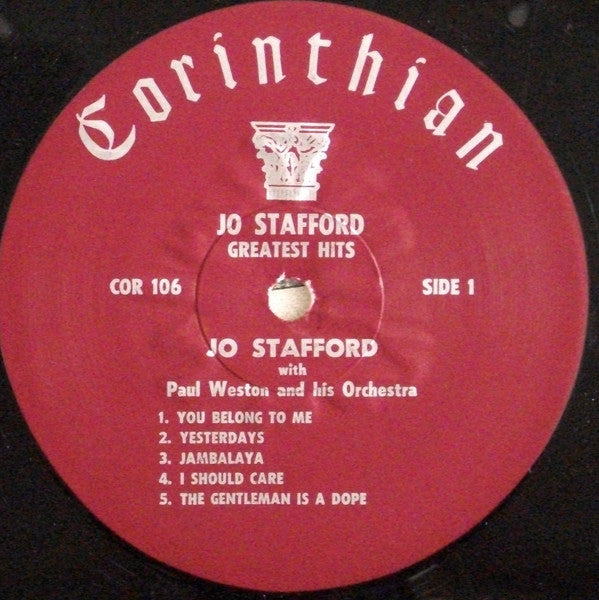 Corinthian
JO STAFFORD
GREATEST HITS
COR 106
SIDE 1
JO STAFFORD
with
Paul Weston and his Orchestra
1. YOU BELONG TO ME
2. YESTERDAYS
3. JAMBALAYA
4. I SHOULD CARE
5. THE GENTLEMAN IS A DOPE